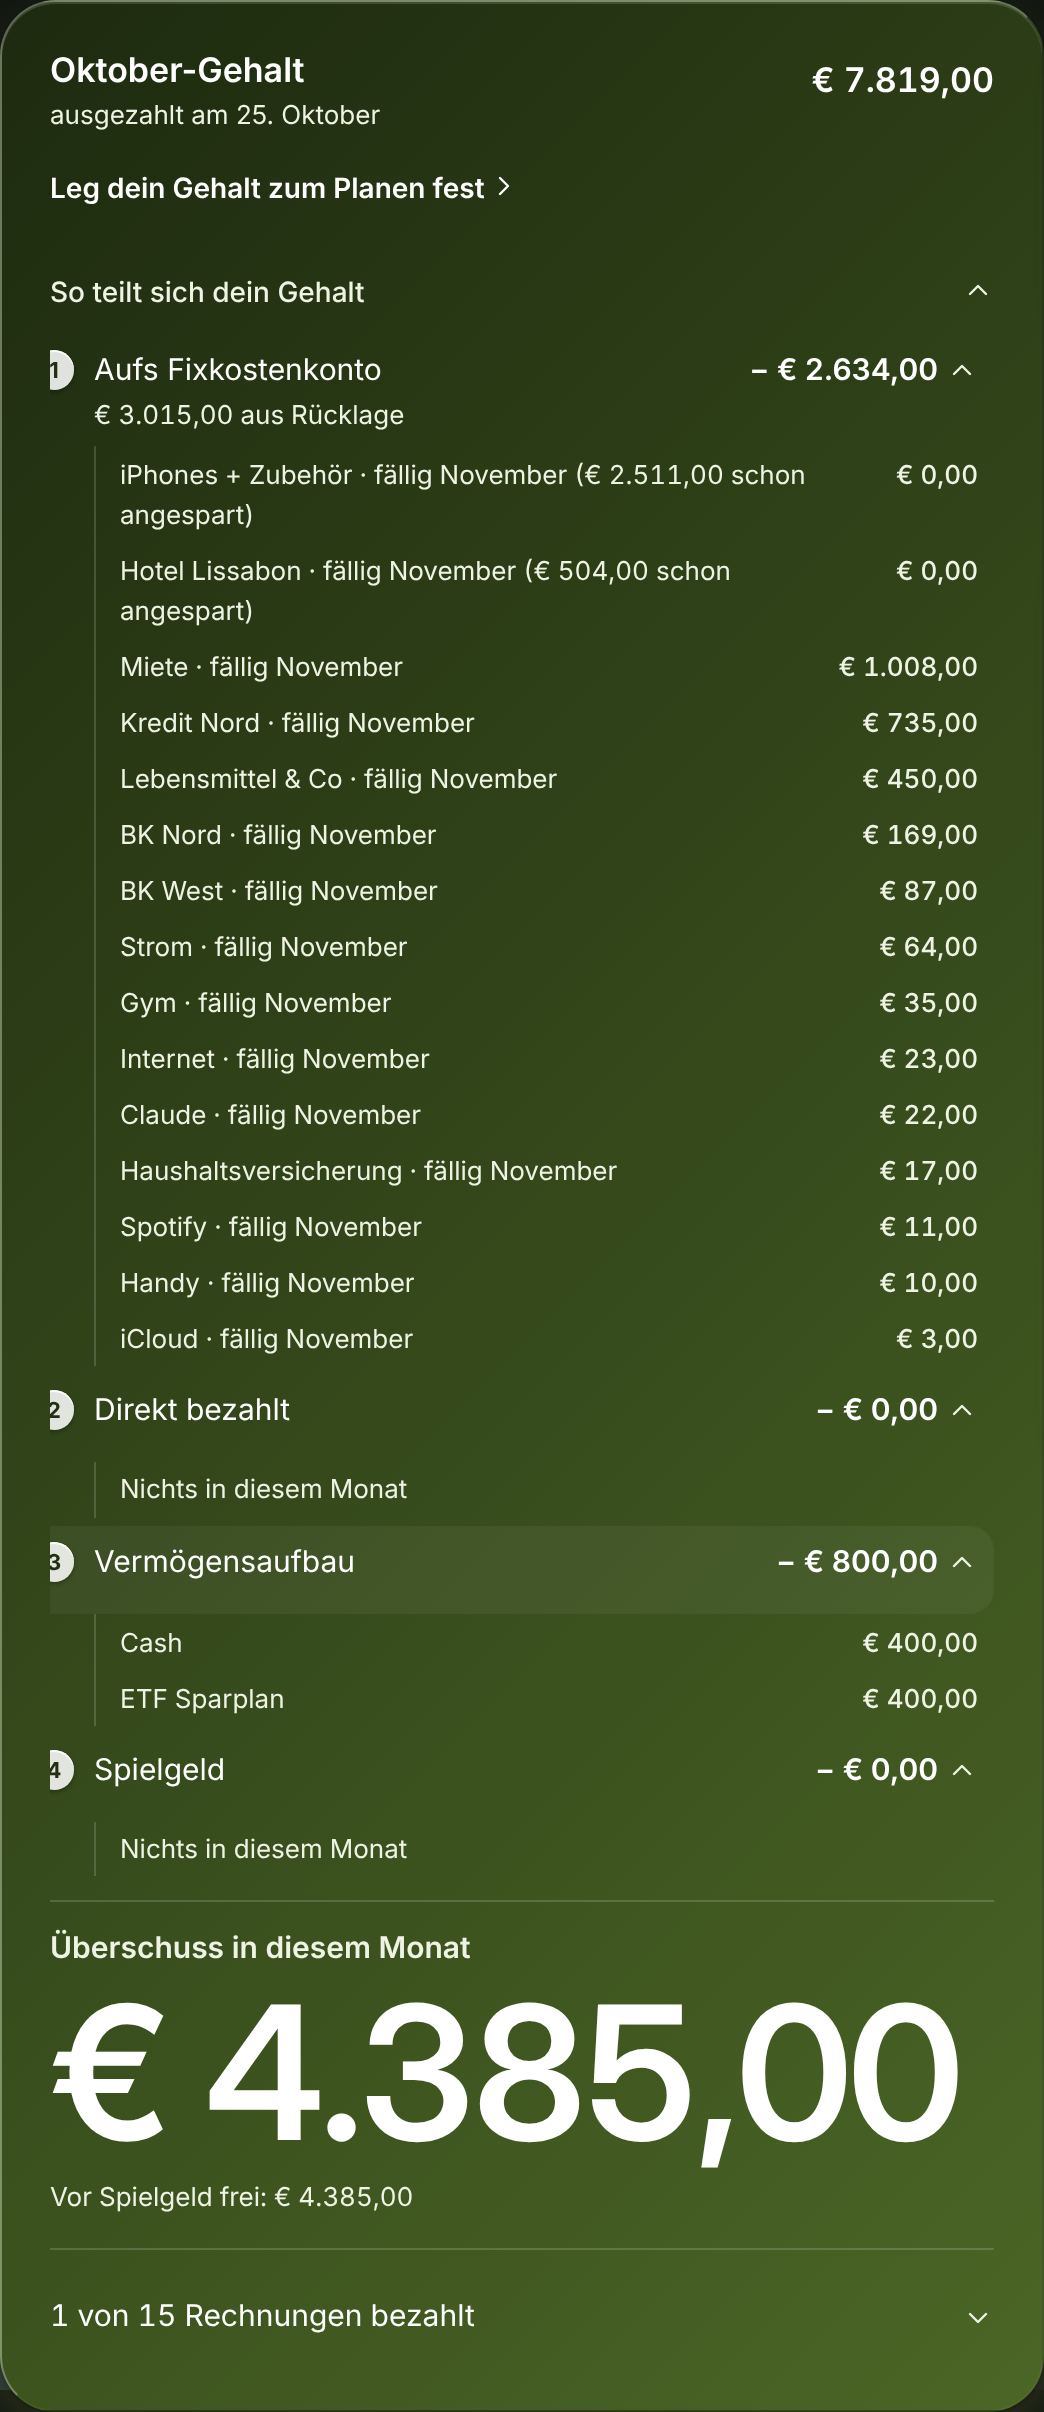 Oktober-Gehalt
€ 7.819,00
ausgezahlt am 25. Oktober
Leg dein Gehalt zum Planen fest
So teilt sich dein Gehalt
1 Aufs Fixkostenkonto – € 2.634,00
€ 3.015,00 aus Rücklage
iPhones + Zubehör · fällig November (€ 2.511,00 schon € 0,00
angespart)
Hotel Lissabon · fällig November (€ 504,00 schon € 0,00
angespart)
Miete · fällig November € 1.008,00
Kredit Nord · fällig November € 735,00
Lebensmittel & Co · fällig November € 450,00
BK Nord · fällig November € 169,00
BK West · fällig November € 87,00
Strom · fällig November € 64,00
Gym · fällig November € 35,00
Internet · fällig November € 23,00
Claude · fällig November € 22,00
Haushaltsversicherung · fällig November € 17,00
Spotify · fällig November € 11,00
Handy · fällig November € 10,00
iCloud · fällig November € 3,00
2 Direkt bezahlt – € 0,00
Nichts in diesem Monat
3 Vermögensaufbau – € 800,00
Cash € 400,00
ETF Sparplan € 400,00
4 Spielgeld – € 0,00
Nichts in diesem Monat
Überschuss in diesem Monat
€ 4.385,00
Vor Spielgeld frei: € 4.385,00
1 von 15 Rechnungen bezahlt